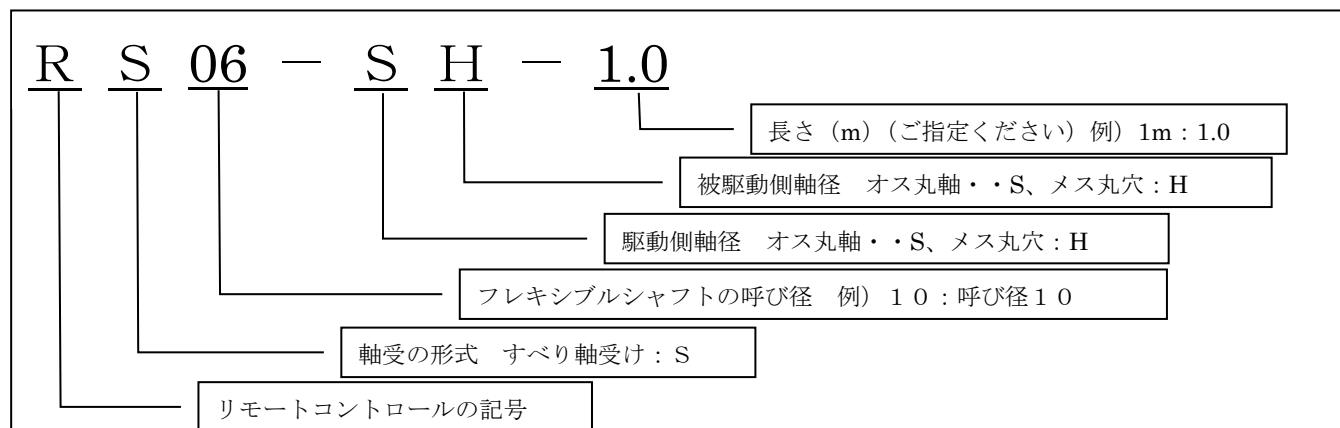 RS06－SH－1.0
長さ（m）（ご指定ください）例）1m：1.0
被駆動側軸径　オス丸軸・・S、メス丸穴：H
駆動側軸径　オス丸軸・・S、メス丸穴：H
フレキシブルシャフトの呼び径　例）１０：呼び径１０
軸受の形式　すべり軸受け：S
リモートコントロールの記号